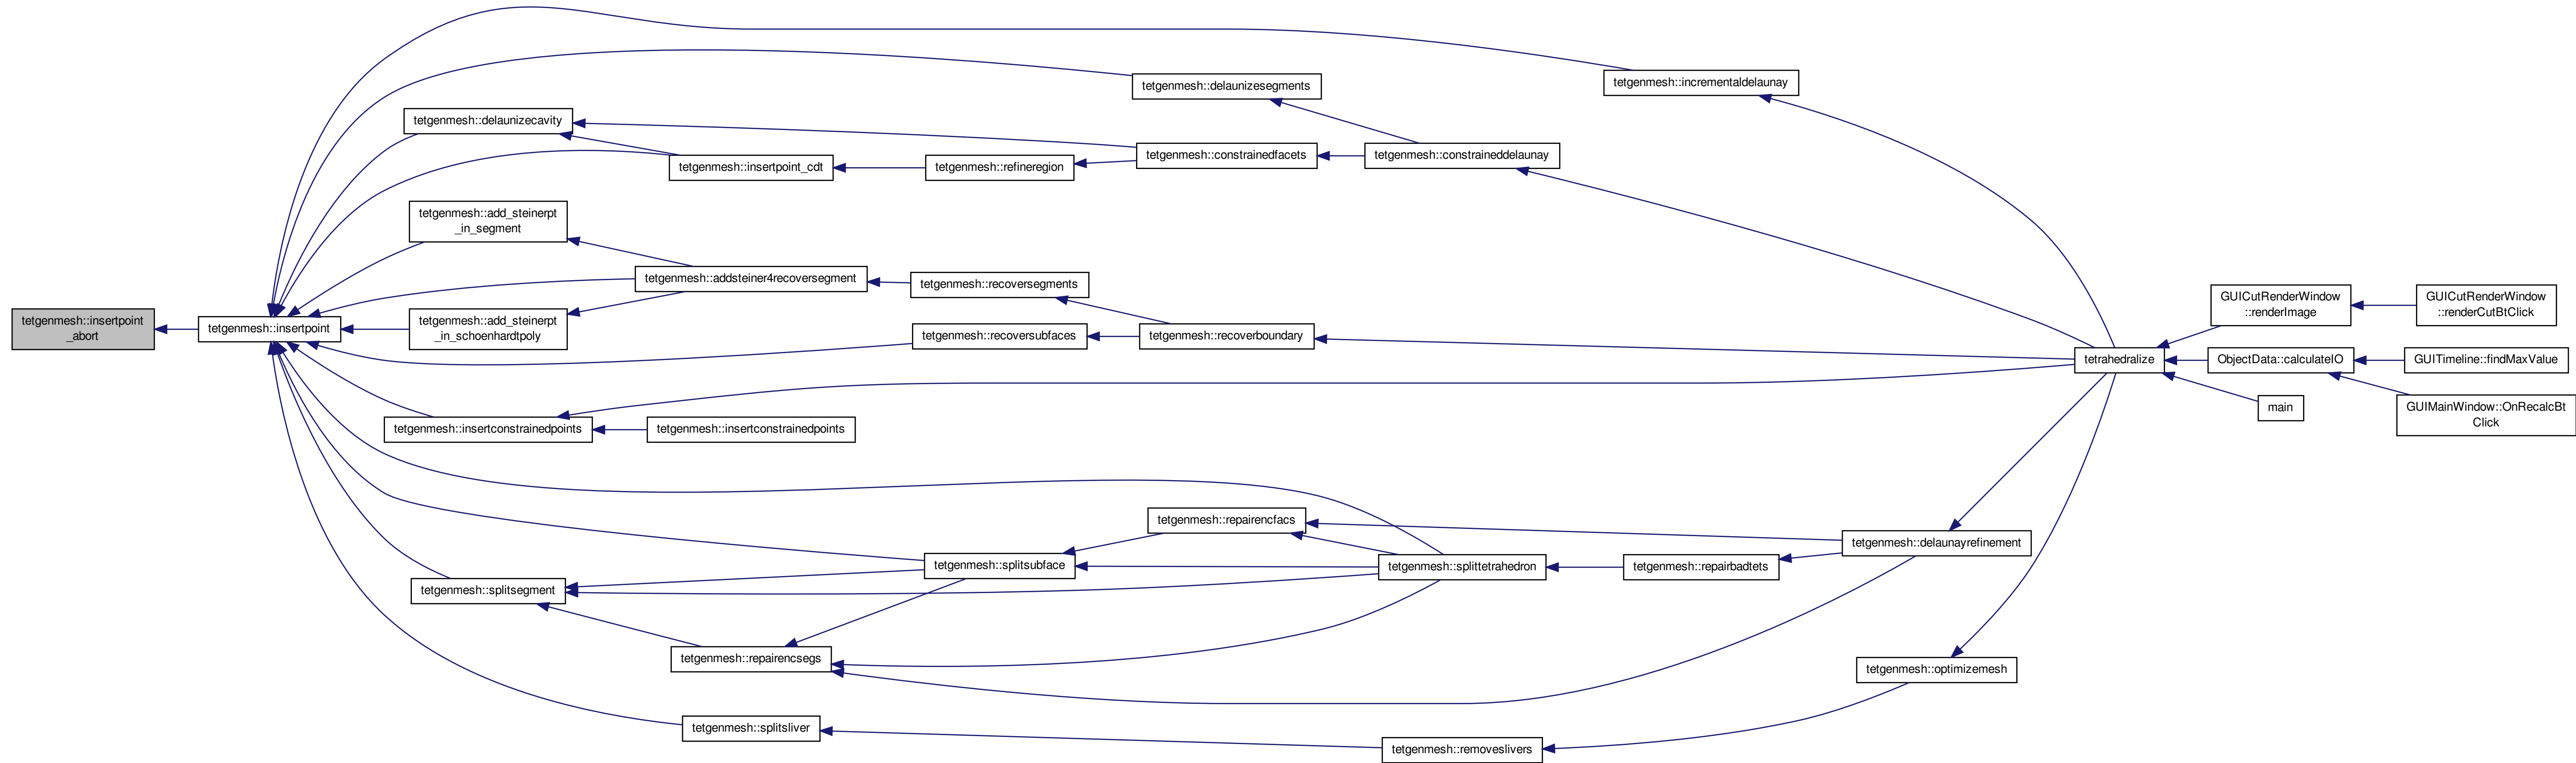 tetgenmesh::insertpoint
_abort
tetgenmesh::insertpoint
tetgenmesh::delaunizecavity
tetgenmesh::insertpoint_cdt
tetgenmesh::refineregion
tetgenmesh::delaunizesegments
tetgenmesh::constrainedfacets
tetgenmesh::constraineddelaunay
tetgenmesh::incrementaldelaunay
tetgenmesh::add_steinerpt
_in_segment
tetgenmesh::addsteiner4recoversegment
tetgenmesh::add_steinerpt
_in_schoenhardtpoly
tetgenmesh::recoversegments
tetgenmesh::recoversubfaces
tetgenmesh::recoverboundary
tetgenmesh::insertconstrainedpoints
tetgenmesh::insertconstrainedpoints
tetgenmesh::repairencfacs
tetgenmesh::splitsubface
tetgenmesh::splitsegment
tetgenmesh::splittetrahedron
tetgenmesh::repairbadtets
tetgenmesh::delaunayrefinement
tetgenmesh::repairencsegs
tetgenmesh::optimizemesh
tetgenmesh::splitsliver
tetgenmesh::removeslivers
tetrahedralize
GUICutRenderWindow
::renderImage
GUICutRenderWindow
::renderCutBtClick
ObjectData::calculateIO
GUITimeline::findMaxValue
main
GUIMainWindow::OnRecalcBt
Click